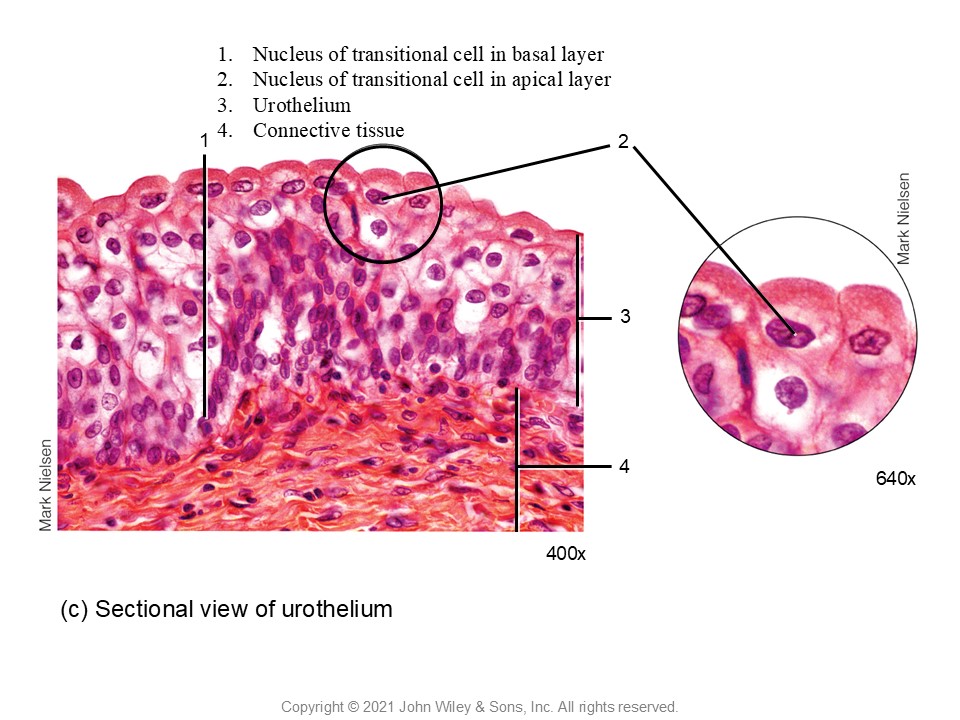 1. Nucleus of transitional cell in basal layer
2. Nucleus of transitional cell in apical layer
3. Urothelium
4. Connective tissue
1
2
Mark Nielsen
3
4
Mark Nielsen
640x
400x
(c) Sectional view of urothelium
Copyright © 2021 John Wiley & Sons, Inc. All rights reserved.